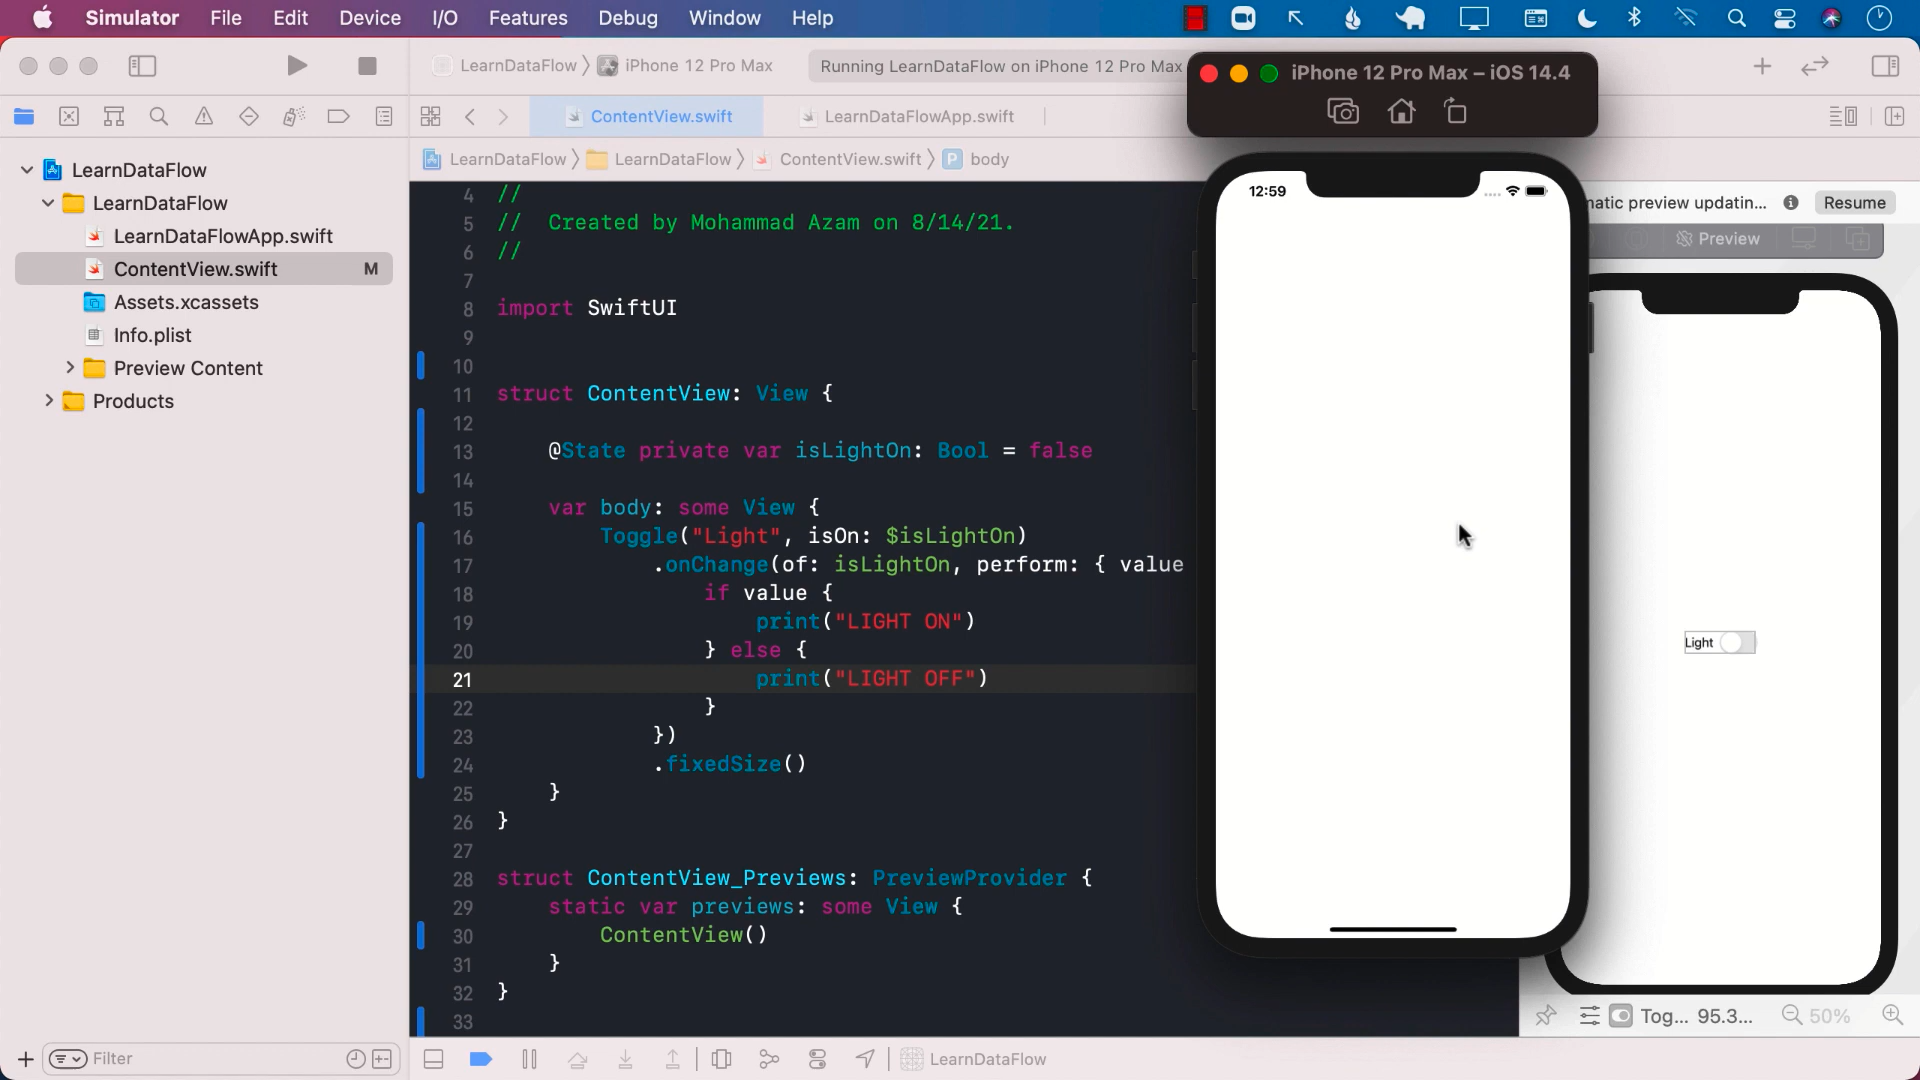 Simulator File Edit Device I/O Features Debug Window Help
LearnDataFlow iPhone 12 Pro Max Running LearnDataFlow on iPhone 12 Pro Max
iPhone 12 Pro Max – iOS 14.4
ContentView.swift LearnDataFlowApp.swift
LearnDataFlow LearnDataFlow ContentView.swift P body
LearnDataFlow
LearnDataFlow
LearnDataFlowApp.swift
ContentView.swift M
Assets.xcassets
Info.plist
Preview Content
Products
4 //
5 // Created by Mohammad Azam on 8/14/21.
6 //
7
8 import SwiftUI
9
10
11 struct ContentView: View {
12
13 @State private var isLightOn: Bool = false
14
15 var body: some View {
16 Toggle("Light", isOn: $isLightOn)
17 .onChange(of: isLightOn, perform: { value
18 if value {
19 print("LIGHT ON")
20 } else {
21 print("LIGHT OFF")
22 }
23 })
24 .fixedSize()
25 }
26 }
27
28 struct ContentView_Previews: PreviewProvider {
29 static var previews: some View {
30 ContentView()
31 }
32 }
33
12:59
matic preview updatin... Resume
Preview
Light
Tog... 95.3... 50%
Filter
LearnDataFlow